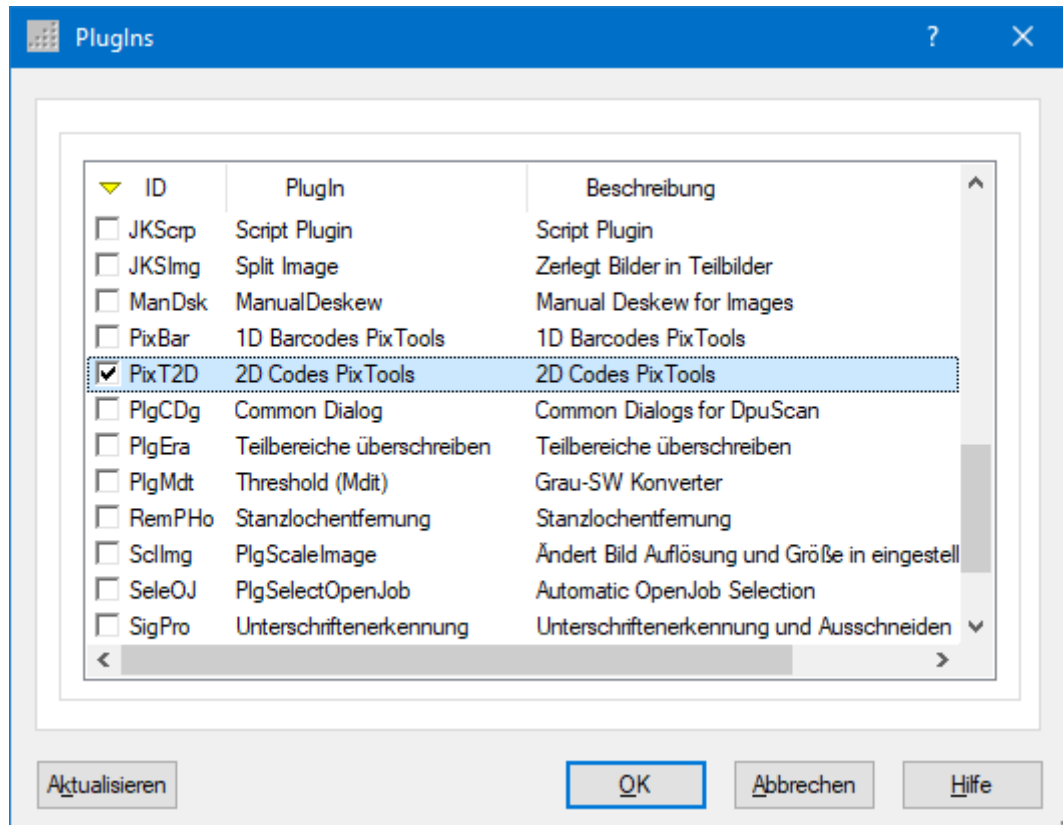 PlugIns ?
ID PlugIn Beschreibung
JKScrp Script Plugin Script Plugin
JKSImg Split Image Zerlegt Bilder in Teilbilder
ManDsk ManualDeskew Manual Deskew for Images
PixBar 1D Barcodes PixTools 1D Barcodes PixTools
PixT2D 2D Codes PixTools 2D Codes PixTools
PlgCDg Common Dialog Common Dialogs for DpuScan
PlgEra Teilbereiche überschreiben Teilbereiche überschreiben
PlgMdt Threshold (Mdit) Grau-SW Konverter
RemPHo Stanzlochentfernung Stanzlochentfernung
SclImg PlgScaleImage Ändert Bild Auflösung und Größe in eingestell
SeleOJ PlgSelectOpenJob Automatic OpenJob Selection
SigPro Unterschriftenerkennung Unterschriftenerkennung und Ausschneiden
Aktualisieren OK Abbrechen Hilfe